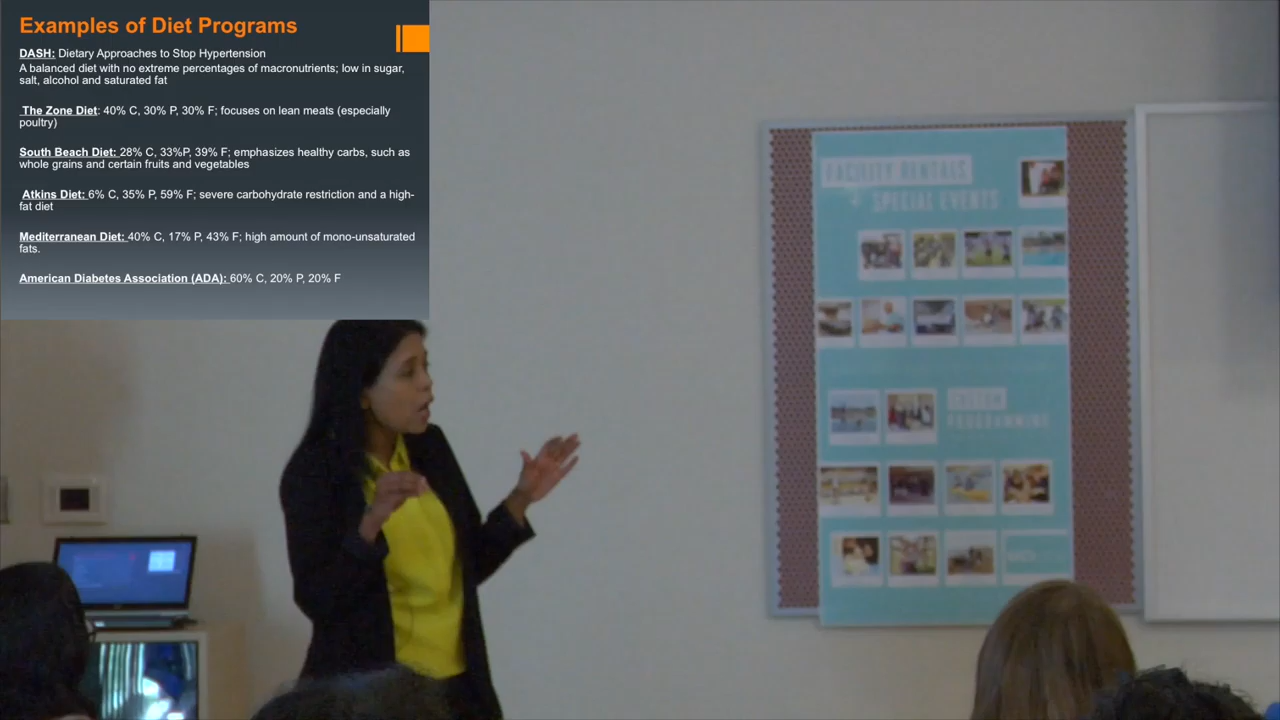 Examples of Diet Programs
DASH: Dietary Approaches to Stop Hypertension
A balanced diet with no extreme percentages of macronutrients; low in sugar,
salt, alcohol and saturated fat
The Zone Diet: 40% C, 30% P, 30% F; focuses on lean meats (especially
poultry)
South Beach Diet: 28% C, 33%P, 39% F; emphasizes healthy carbs, such as
whole grains and certain fruits and vegetables
Atkins Diet: 6% C, 35% P, 59% F; severe carbohydrate restriction and a high-
fat diet
Mediterranean Diet: 40% C, 17% P, 43% F; high amount of mono-unsaturated
fats.
American Diabetes Association (ADA): 60% C, 20% P, 20% F
FACILITY RENTALS
SPECIAL EVENTS
CUSTOM
PROGRAMMING